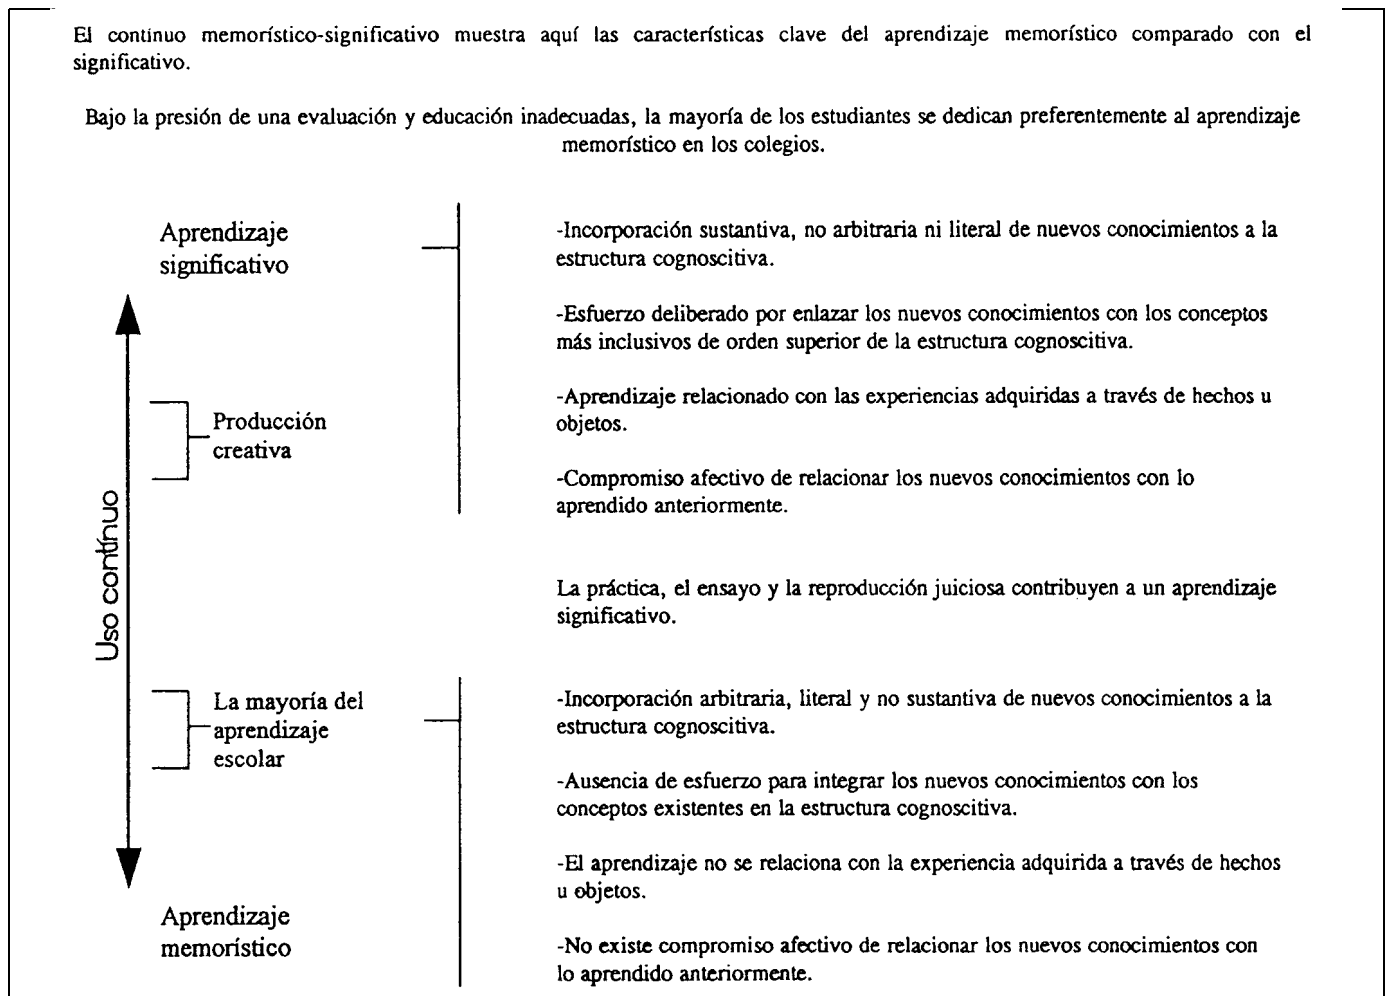 El contínuo memorístico-significativo muestra aquí las características clave del aprendizaje memorístico comparado con el
significativo.
Bajo la presión de una evaluación y educación inadecuadas, la mayoría de los estudiantes se dedican preferentemente al aprendizaje
memorístico en los colegios.
Aprendizaje
significativo
-Incorporación sustantiva, no arbitraria ni literal de nuevos conocimientos a la
estructura cognoscitiva.
-Esfuerzo deliberado por enlazar los nuevos conocimientos con los conceptos
más inclusivos de orden superior de la estructura cognoscitiva.
-Aprendizaje relacionado con las experiencias adquiridas a través de hechos u
objetos.
Producción
creativa
-Compromiso afectivo de relacionar los nuevos conocimientos con lo
aprendido anteriormente.
Uso contínuo
La práctica, el ensayo y la reproducción juiciosa contribuyen a un aprendizaje
significativo.
La mayoría del
aprendizaje
escolar
-Incorporación arbitraria, literal y no sustantiva de nuevos conocimientos a la
estructura cognoscitiva.
-Ausencia de esfuerzo para integrar los nuevos conocimientos con los
conceptos existentes en la estructura cognoscitiva.
-El aprendizaje no se relaciona con la experiencia adquirida a través de hechos
u objetos.
Aprendizaje
memorístico
-No existe compromiso afectivo de relacionar los nuevos conocimientos con
lo aprendido anteriormente.